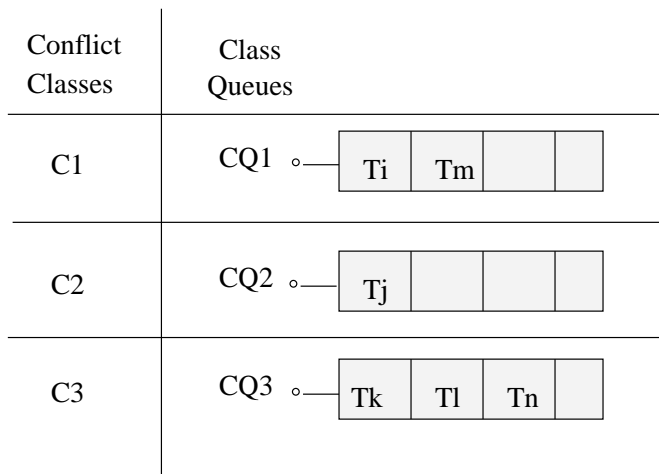 Conflict
Classes
Class
Queues
C1
CQ1
Ti
Tm
C2
CQ2
Tj
C3
CQ3
Tk
Tl
Tn